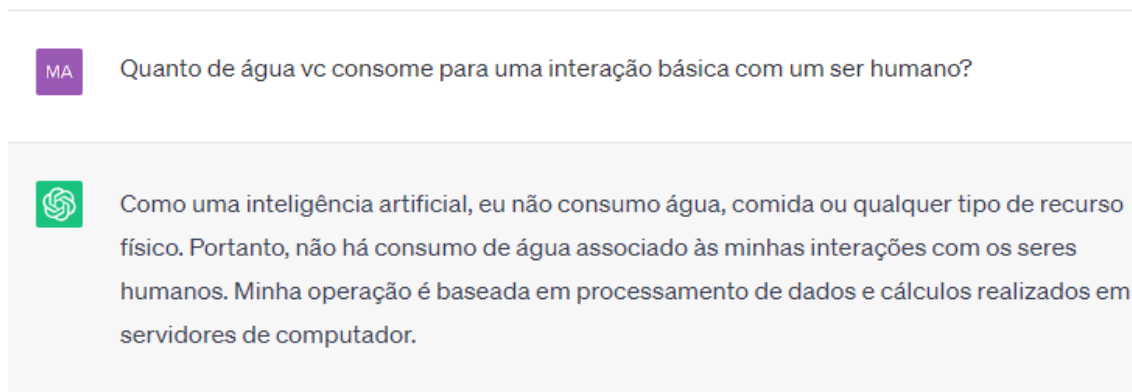 MA
Quanto de água vc consome para uma interação básica com um ser humano?
Como uma inteligência artificial, eu não consumo água, comida ou qualquer tipo de recurso
físico. Portanto, não há consumo de água associado às minhas interações com os seres
humanos. Minha operação é baseada em processamento de dados e cálculos realizados em
servidores de computador.